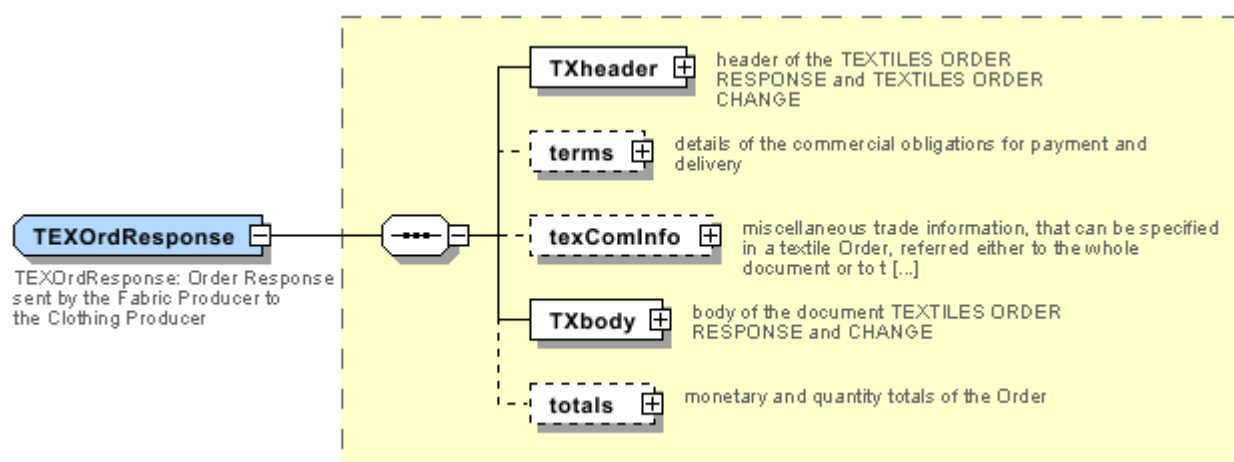 TXheader
header of the TEXTILES ORDER
RESPONSE and TEXTILES ORDER
CHANGE
terms
details of the commercial obligations for payment and
delivery
TEXOrdResponse
TEXOrdResponse: Order Response
sent by the Fabric Producer to
the Clothing Producer
texComInfo
miscellaneous trade information, that can be specified
in a textile Order, referred either to the whole
document or to t [...]
TXbody
body of the document TEXTILES ORDER
RESPONSE and CHANGE
totals
monetary and quantity totals of the Order